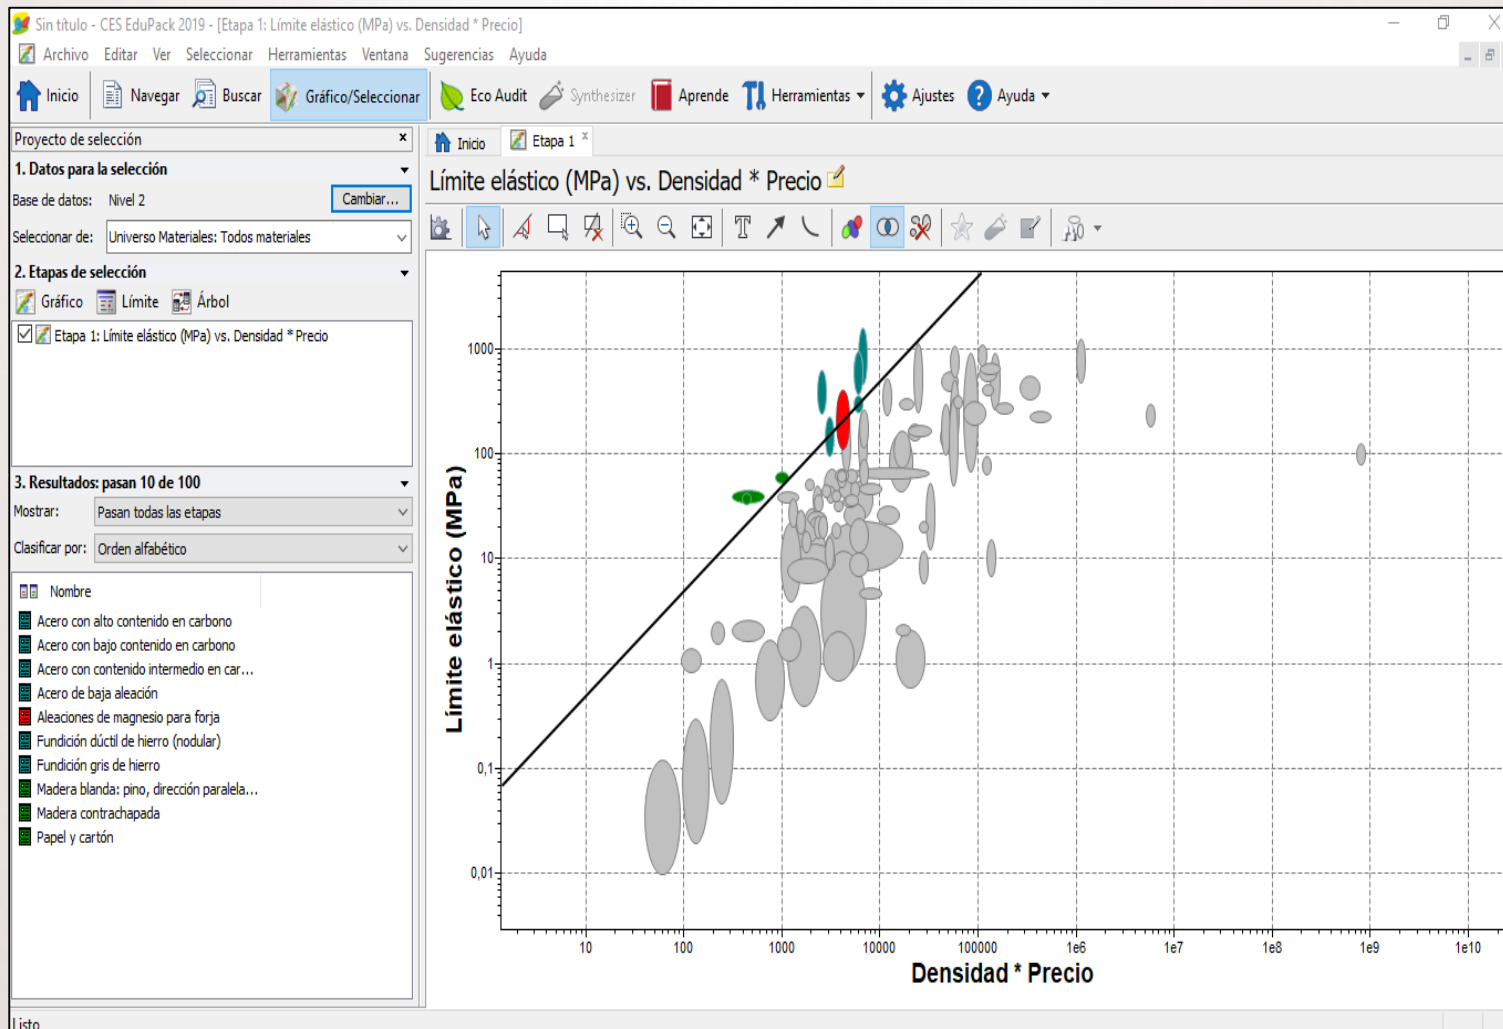 Sin título - CES EduPack 2019 - [Etapa 1: Límite elástico (MPa) vs. Densidad * Precio]
Archivo Editar Ver Seleccionar Herramientas Ventana Sugerencias Ayuda
Inicio Navegar Buscar Gráfico/Seleccionar Eco Audit Synthesizer Aprende Herramientas Ajustes ? Ayuda
Proyecto de selección x
1. Datos para la selección
Base de datos: Nivel 2 Cambiar...
Seleccionar de: Universo Materiales: Todos materiales
2. Etapas de selección
Gráfico Límite Árbol
Etapa 1: Límite elástico (MPa) vs. Densidad * Precio
3. Resultados: pasan 10 de 100
Mostrar: Pasan todas las etapas
Clasificar por: Orden alfabético
Nombre
Acero con alto contenido en carbono
Acero con bajo contenido en carbono
Acero con contenido intermedio en car...
Acero de baja aleación
Aleaciones de magnesio para forja
Fundición dúctil de hierro (nodular)
Fundición gris de hierro
Madera blanda: pino, dirección paralela...
Madera contrachapada
Papel y cartón
Inicio Etapa 1 x
Límite elástico (MPa) vs. Densidad * Precio
T
Límite elástico (MPa)
1000
100
10
1
0,1
0,01
10 100 1000 10000 100000 1e6 1e7 1e8 1e9 1e10
Densidad * Precio
Listo